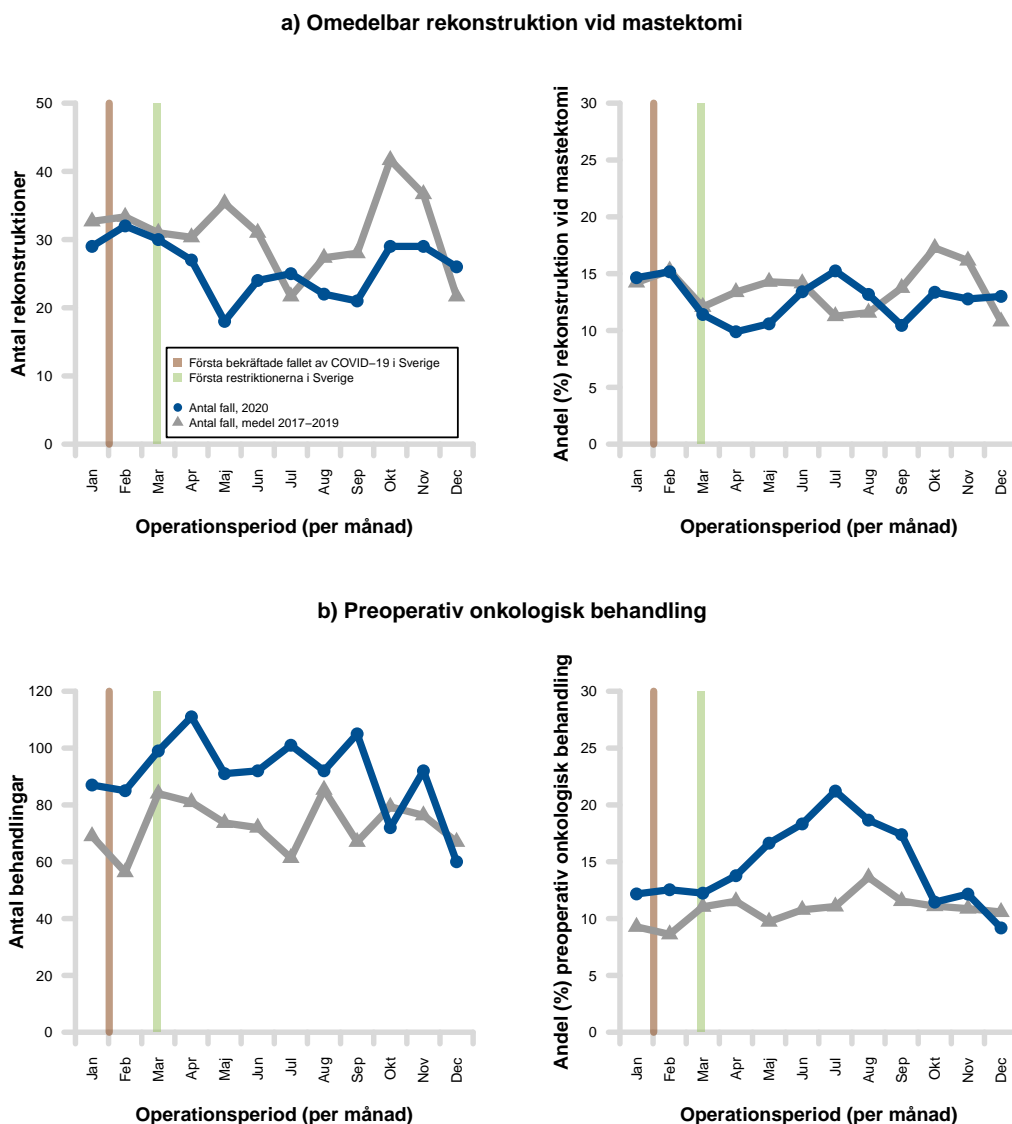 a) Omedelbar rekonstruktion vid mastektomi
Antal rekonstruktioner
50
40
30
20
10
0
Första bekräftade fallet av COVID−19 i Sverige
Första restriktionerna i Sverige
Antal fall, 2020
Antal fall, medel 2017−2019
Jan
Feb
Mar
Apr
Maj
Jun
Jul
Aug
Sep
Okt
Nov
Dec
Operationsperiod (per månad)
Andel (%) rekonstruktion vid mastektomi
30
25
20
15
10
5
0
Jan
Feb
Mar
Apr
Maj
Jun
Jul
Aug
Sep
Okt
Nov
Dec
Operationsperiod (per månad)
b) Preoperativ onkologisk behandling
Antal behandlingar
120
100
80
60
40
20
0
Jan
Feb
Mar
Apr
Maj
Jun
Jul
Aug
Sep
Okt
Nov
Dec
Operationsperiod (per månad)
Andel (%) preoperativ onkologisk behandling
30
25
20
15
10
5
0
Jan
Feb
Mar
Apr
Maj
Jun
Jul
Aug
Sep
Okt
Nov
Dec
Operationsperiod (per månad)